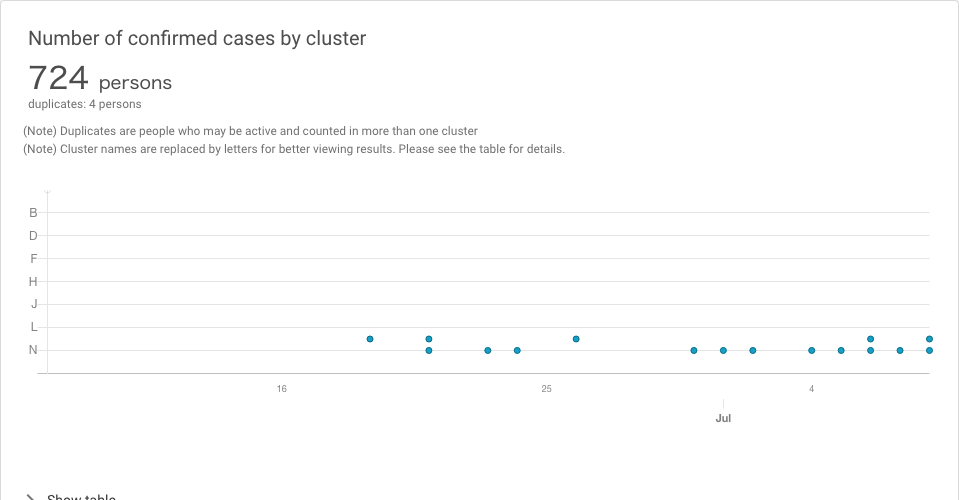 Number of confirmed cases by cluster
724 persons
duplicates: 4 persons
(Note) Duplicates are people who may be active and counted in more than one cluster
(Note) Cluster names are replaced by letters for better viewing results. Please see the table for details.
B
D
F
H
J
L
N
16 25 4
Jul
Show table